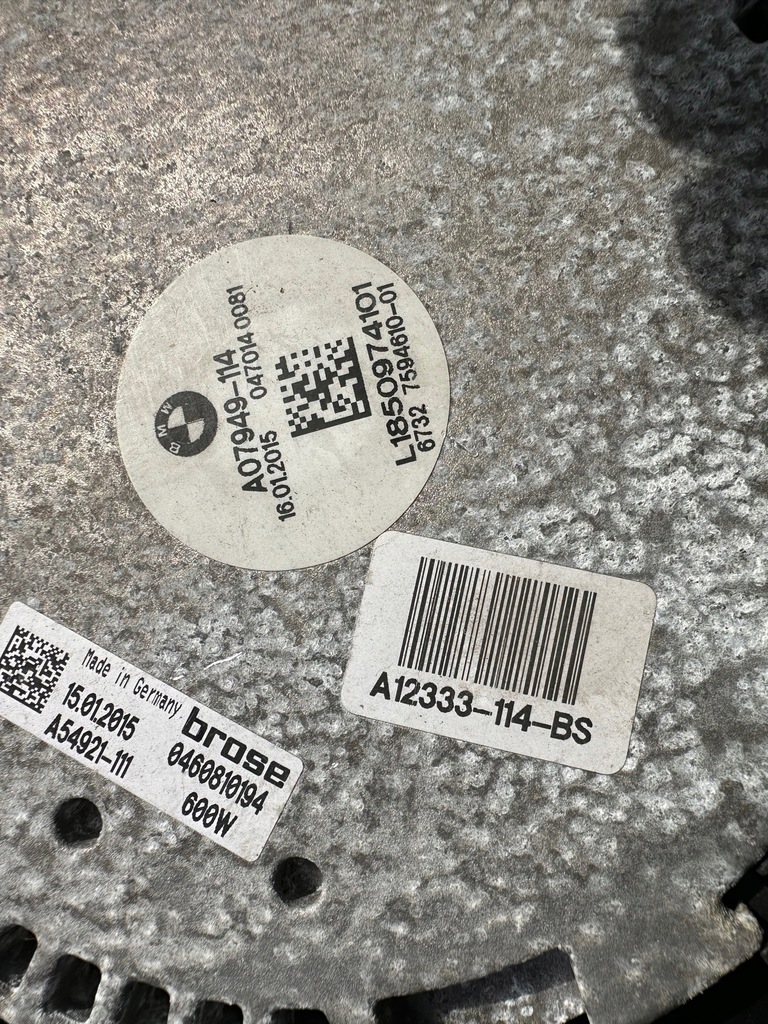 BMW
A07949-114
16.01.2015 0470140081
L1850974101
6732 7594610-01
A12333-114-BS
Made in Germany
15.01.2015
A54921-111
brose
0460810194
600W